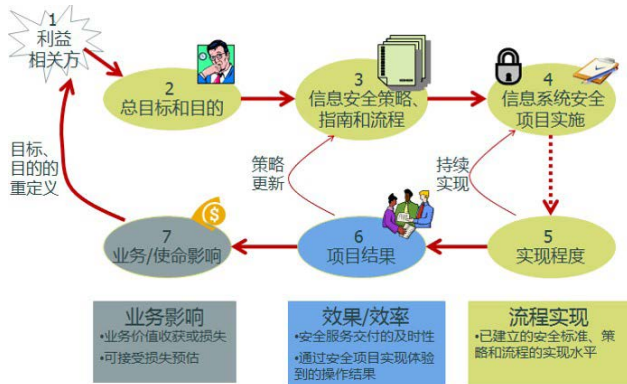 1
利益
相关方
2
总目标和目的
3
信息安全策略、
指南和流程
4
信息系统安全
项目实施
目标、
目的的
重定义
策略
更新
持续
实现
7
业务/使命影响
6
项目结果
5
实现程度
业务影响
•业务价值收获或损失
•可接受损失预估
效果/效率
•安全服务交付的及时性
•通过安全项目实现体验
到的操作结果
流程实现
•已建立的安全标准、策
略和流程的实现水平